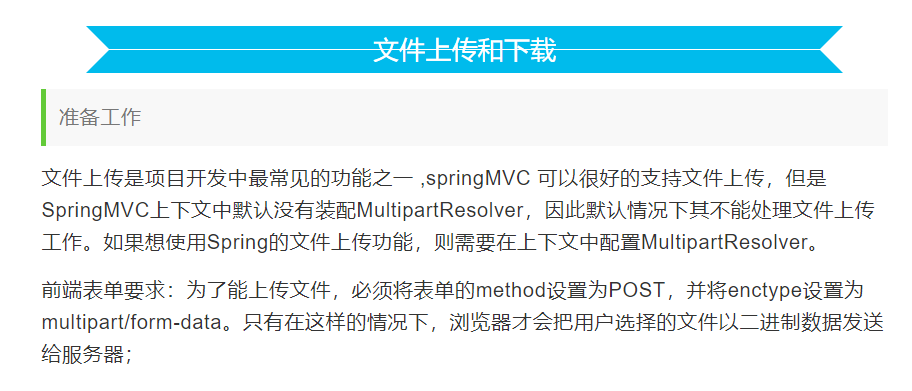 文件上传和下载
准备工作
文件上传是项目开发中最常见的功能之一 ,springMVC 可以很好的支持文件上传，但是
SpringMVC上下文中默认没有装配MultipartResolver，因此默认情况下其不能处理文件上传
工作。如果想使用Spring的文件上传功能，则需要在上下文中配置MultipartResolver。
前端表单要求：为了能上传文件，必须将表单的method设置为POST，并将enctype设置为
multipart/form-data。只有在这样的情况下，浏览器才会把用户选择的文件以二进制数据发送
给服务器；